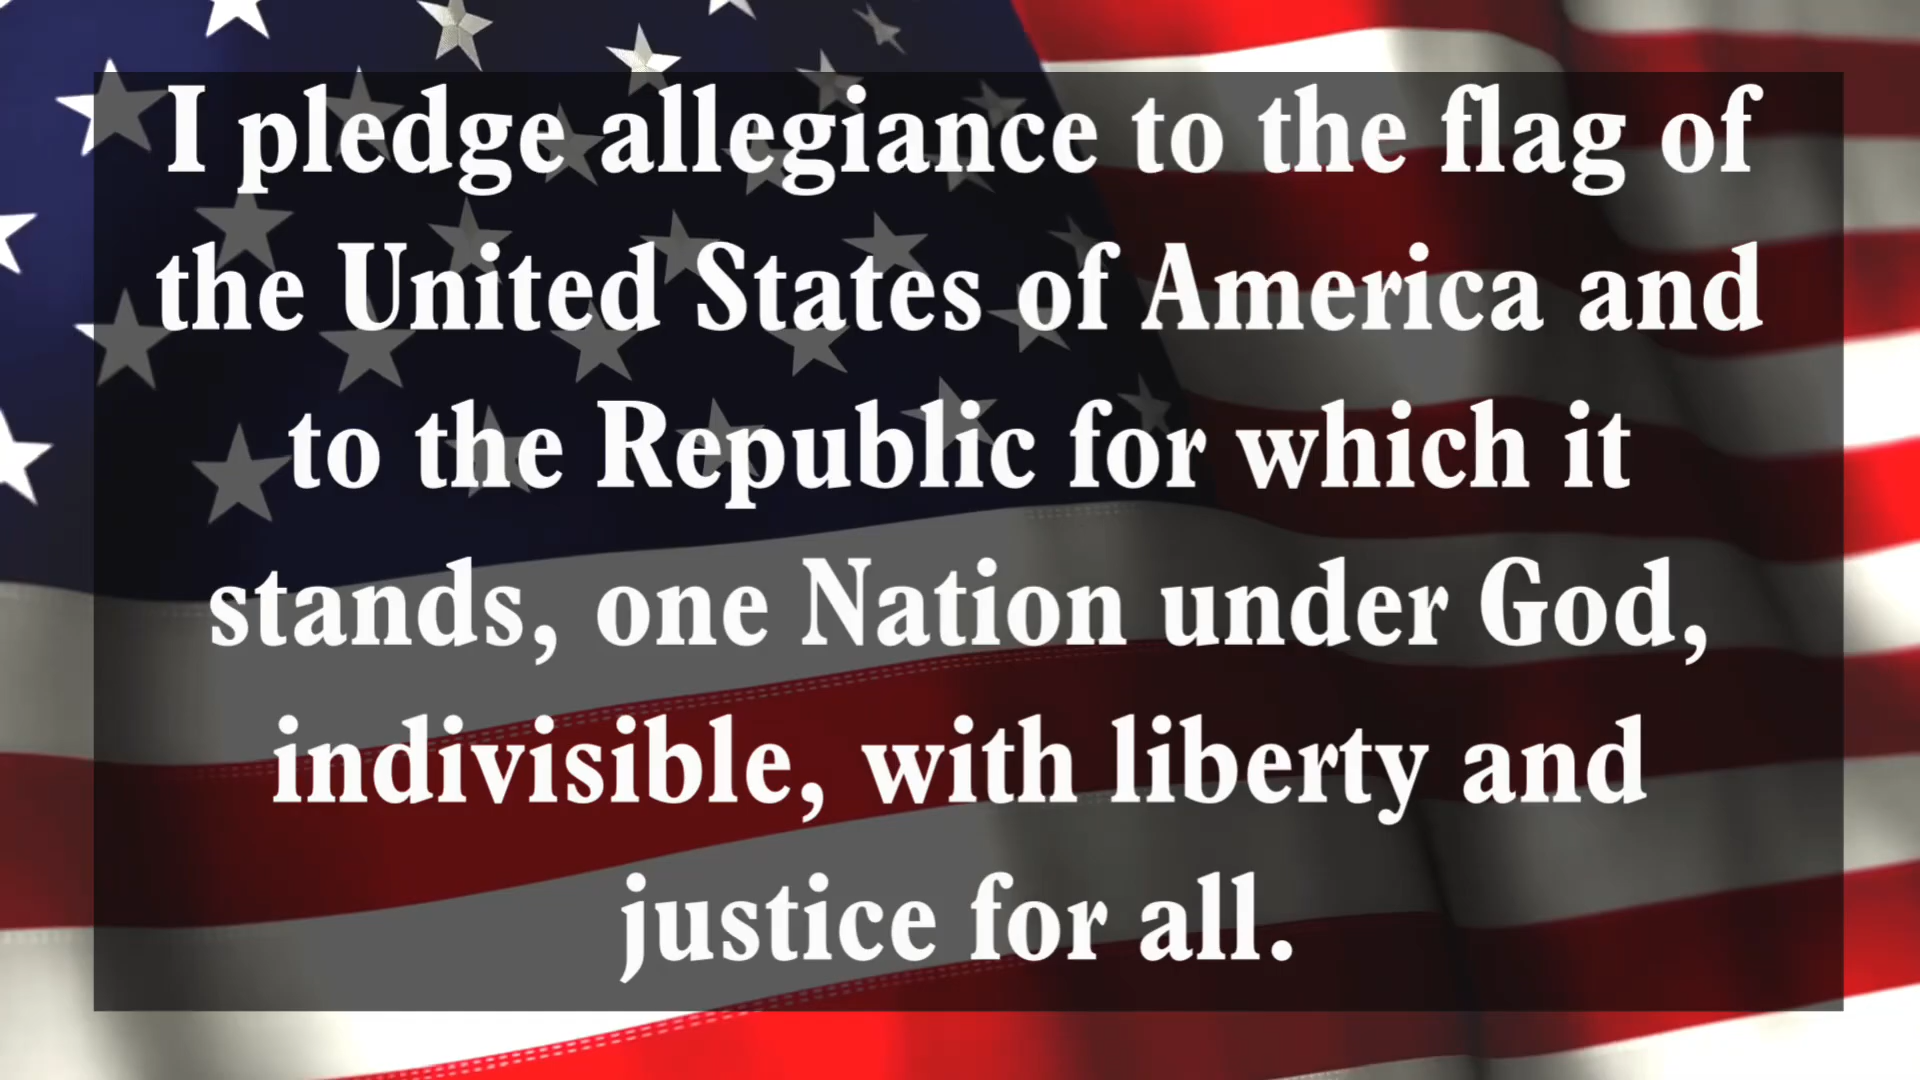 I pledge allegiance to the flag of
the United States of America and
to the Republic for which it
stands, one Nation under God,
indivisible, with liberty and
justice for all.